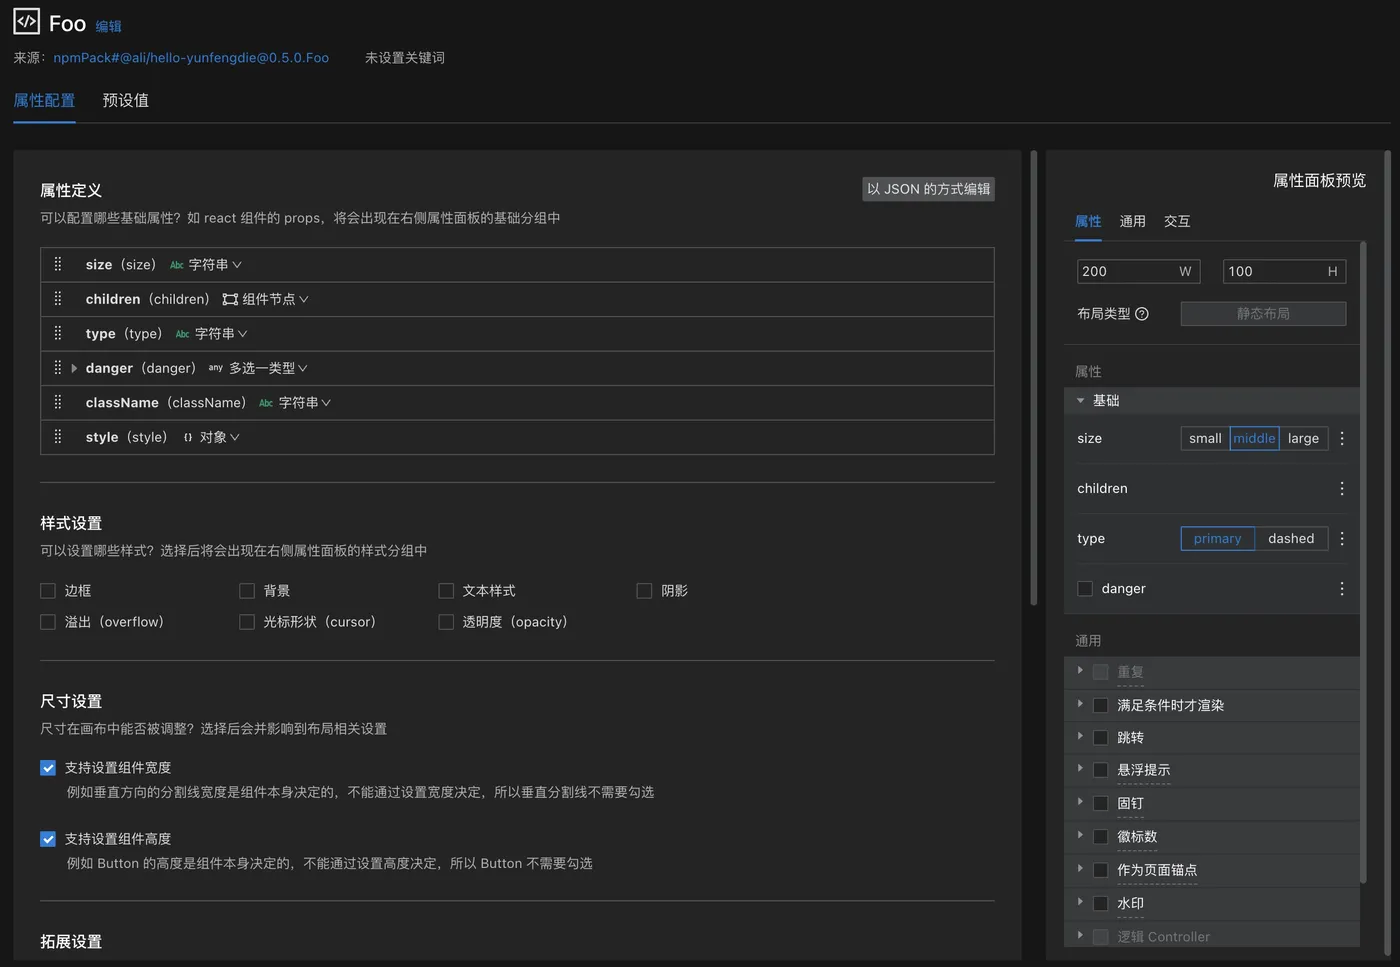 Foo 编辑
来源：npmPack#@ali/hello-yunfengdie@0.5.0.Foo 未设置关键词
属性配置 预设值
属性定义 以 JSON 的方式编辑
可以配置哪些基础属性？如 react 组件的 props，将会出现在右侧属性面板的基础分组中
size（size） Abc 字符串
children（children） 组件节点
type（type） Abc 字符串
danger（danger） any 多选一类型
className（className） Abc 字符串
style（style） {} 对象
样式设置
可以设置哪些样式？选择后将会出现在右侧属性面板的样式分组中
边框 背景 文本样式 阴影
溢出（overflow） 光标形状（cursor） 透明度（opacity）
尺寸设置
尺寸在画布中能否被调整？选择后会并影响到布局相关设置
支持设置组件宽度
例如垂直方向的分割线宽度是组件本身决定的，不能通过设置宽度决定，所以垂直分割线不需要勾选
支持设置组件高度
例如 Button 的高度是组件本身决定的，不能通过设置高度决定，所以 Button 不需要勾选
拓展设置
属性面板预览
属性 通用 交互
200 W 100 H
布局类型 ? 静态布局
属性
基础
size small middle large
children
type primary dashed
danger
通用
重复
满足条件时才渲染
跳转
悬浮提示
固钉
徽标数
作为页面锚点
水印
逻辑 Controller